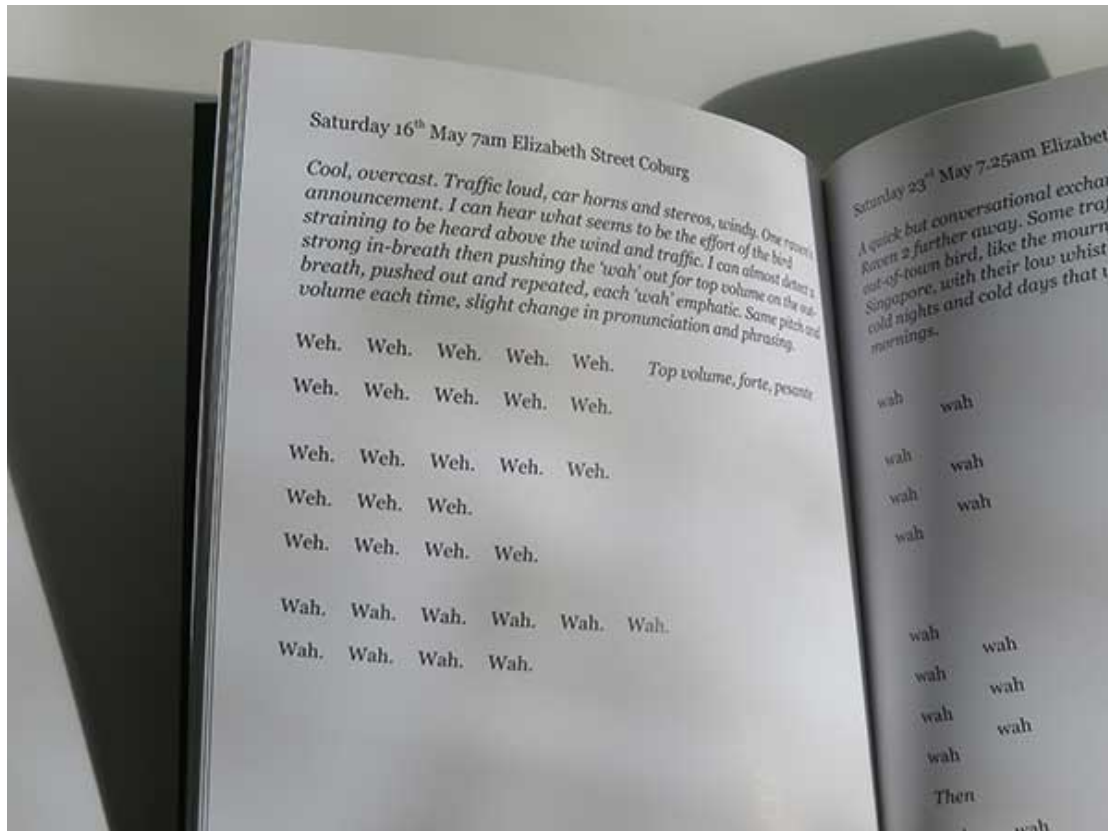 Saturday 16th May 7am Elizabeth Street Coburg
Cool, overcast. Traffic loud, car horns and stereos, windy. One raven's
announcement. I can hear what seems to be the effort of the bird
straining to be heard above the wind and traffic. I can almost detect a
strong in-breath then pushing the ‘wah’ out for top volume on the out-
breath, pushed out and repeated, each ‘wah’ emphatic. Same pitch and
volume each time, slight change in pronunciation and phrasing.
Weh. Weh. Weh. Weh. Weh. Top volume, forte, pesante
Weh. Weh. Weh. Weh. Weh.
Weh. Weh. Weh. Weh. Weh.
Weh. Weh. Weh.
Weh. Weh. Weh. Weh.
Wah. Wah. Wah. Wah. Wah. Wah.
Wah. Wah. Wah. Wah.
Saturday 23rd May 7.25am
A quick but conversational
Raven 2 further away. Some
out-of-town bird, like the
Singapore, with their low
cold nights and cold days that
mornings.
wah wah
wah wah
wah wah
wah
wah wah
wah wah
wah wah
wah
Then
wah